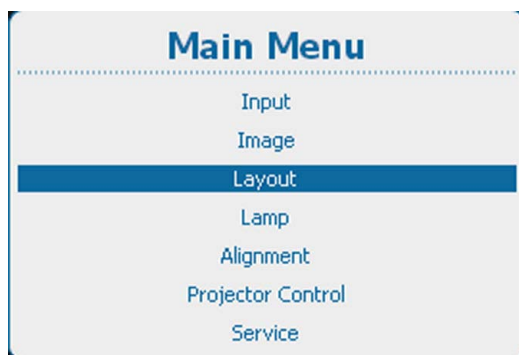 Main Menu
Input
Image
Layout
Lamp
Alignment
Projector Control
Service